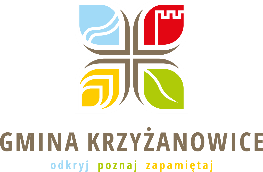 GMINA KRZYŻANOWICE
odkryj poznaj zapamiętaj